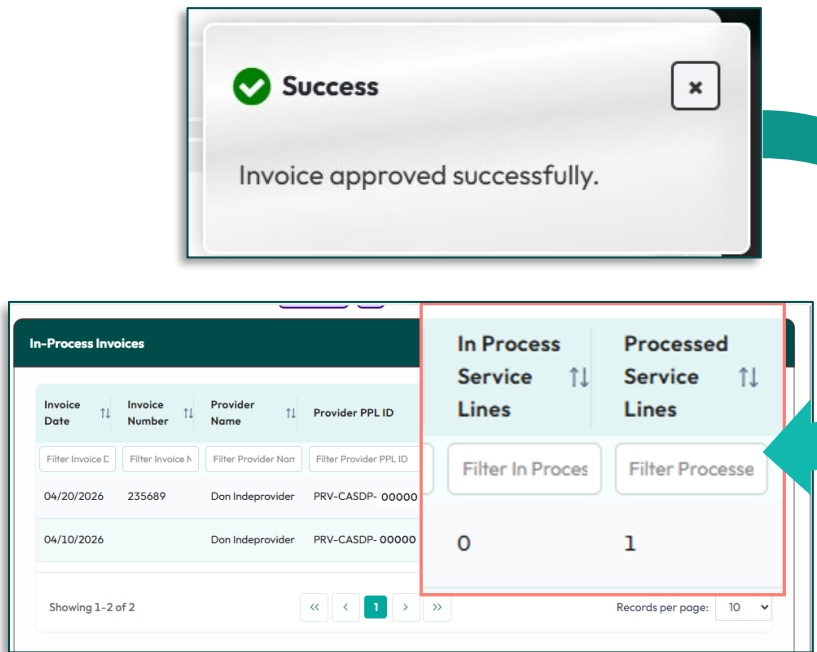 Success
Invoice approved successfully.
In-Process Invoices
Invoice Date
Invoice Number
Provider Name
Provider PPL ID
Filter Invoice D
Filter Invoice N
Filter Provider Nam
Filter Provider PPL ID
04/20/2026 235689 Don Indeprovider PRV-CASDP- 00000
04/10/2026 Don Indeprovider PRV-CASDP- 00000
In Process Service Lines
Processed Service Lines
Filter In Proces
Filter Processe
0 1
Showing 1-2 of 2
« ‹ 1 › »
Records per page: 10